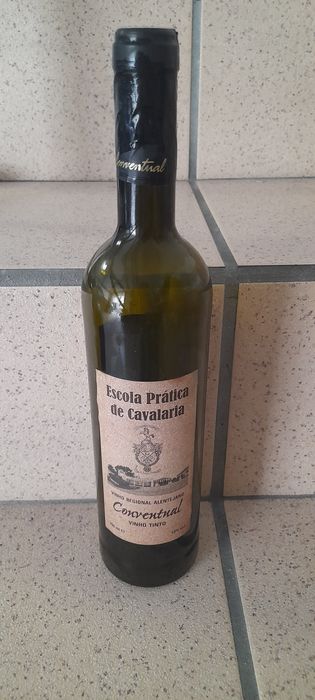 Conventual
Escola Prática
de Cavalaria
VINHO REGIONAL ALENTEJANO
Conventual
VINHO TINTO